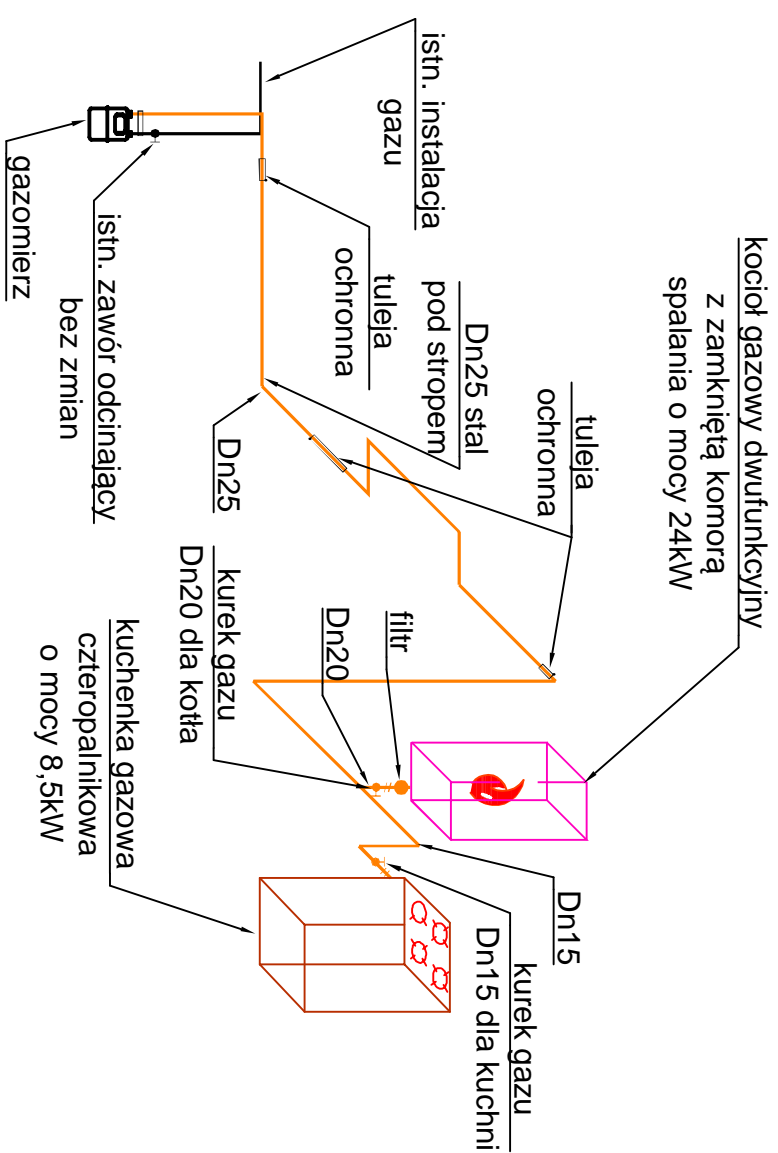 kocioł gazowy dwufunkcyjny
z zamkniętą komorą
spalania o mocy 24kW
tuleja
ochronna
istn. instalacja
gazu
tuleja
ochronna
Dn25 stal
pod stropem
Dn25
istn. zawór odcinający
bez zmian
gazomierz
filtr
Dn20
kurek gazu
Dn20 dla kotła
kuchenka gazowa
czteropalnikowa
o mocy 8,5kW
Dn15
kurek gazu
Dn15 dla kuchni